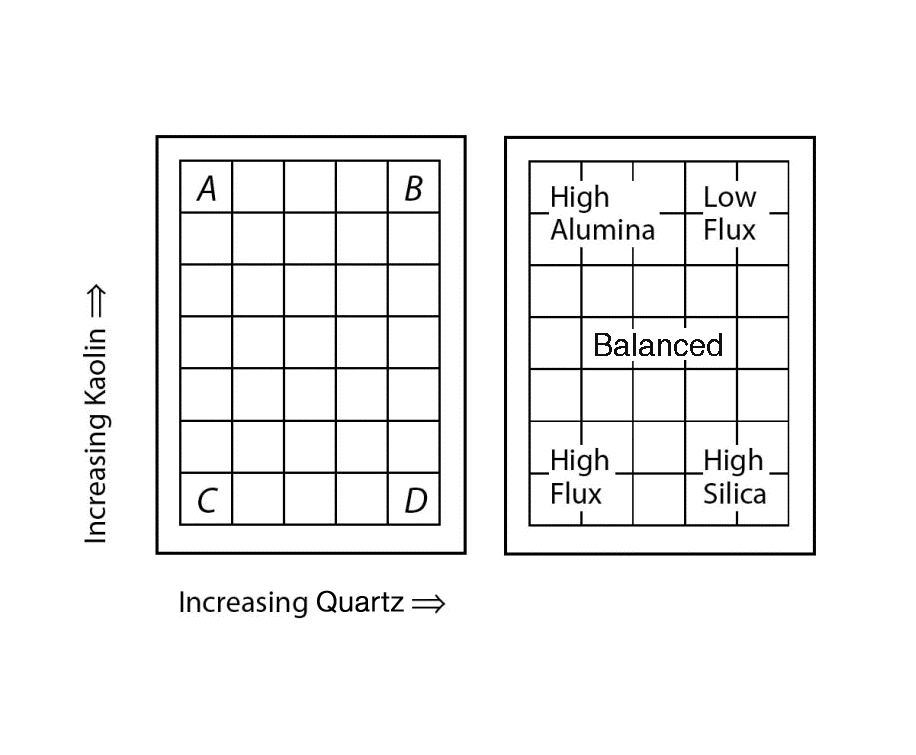 A
B
C
D
Increasing Kaolin ⇒
Increasing Quartz ⇒
High
Alumina
Low
Flux
Balanced
High
Flux
High
Silica